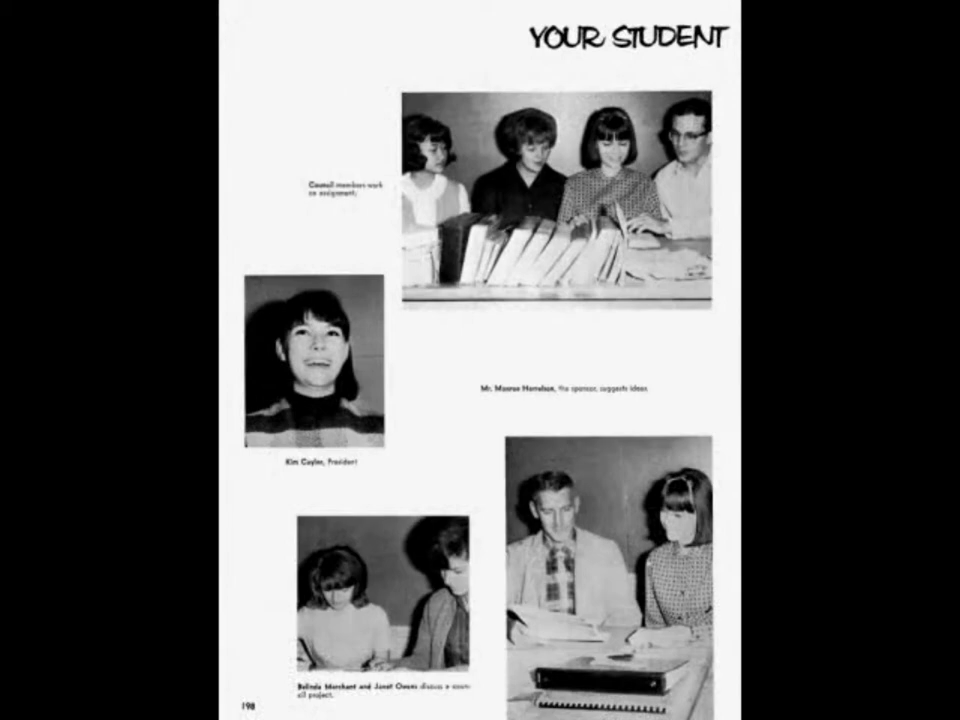 YOUR STUDENT
Council members work
on assignment.
Mr. Monroe Harrelson, the sponsor, suggests ideas.
Kim Cuyler, President
Belinda Merchant and Janet Owens discuss a coun-
cil project.
198